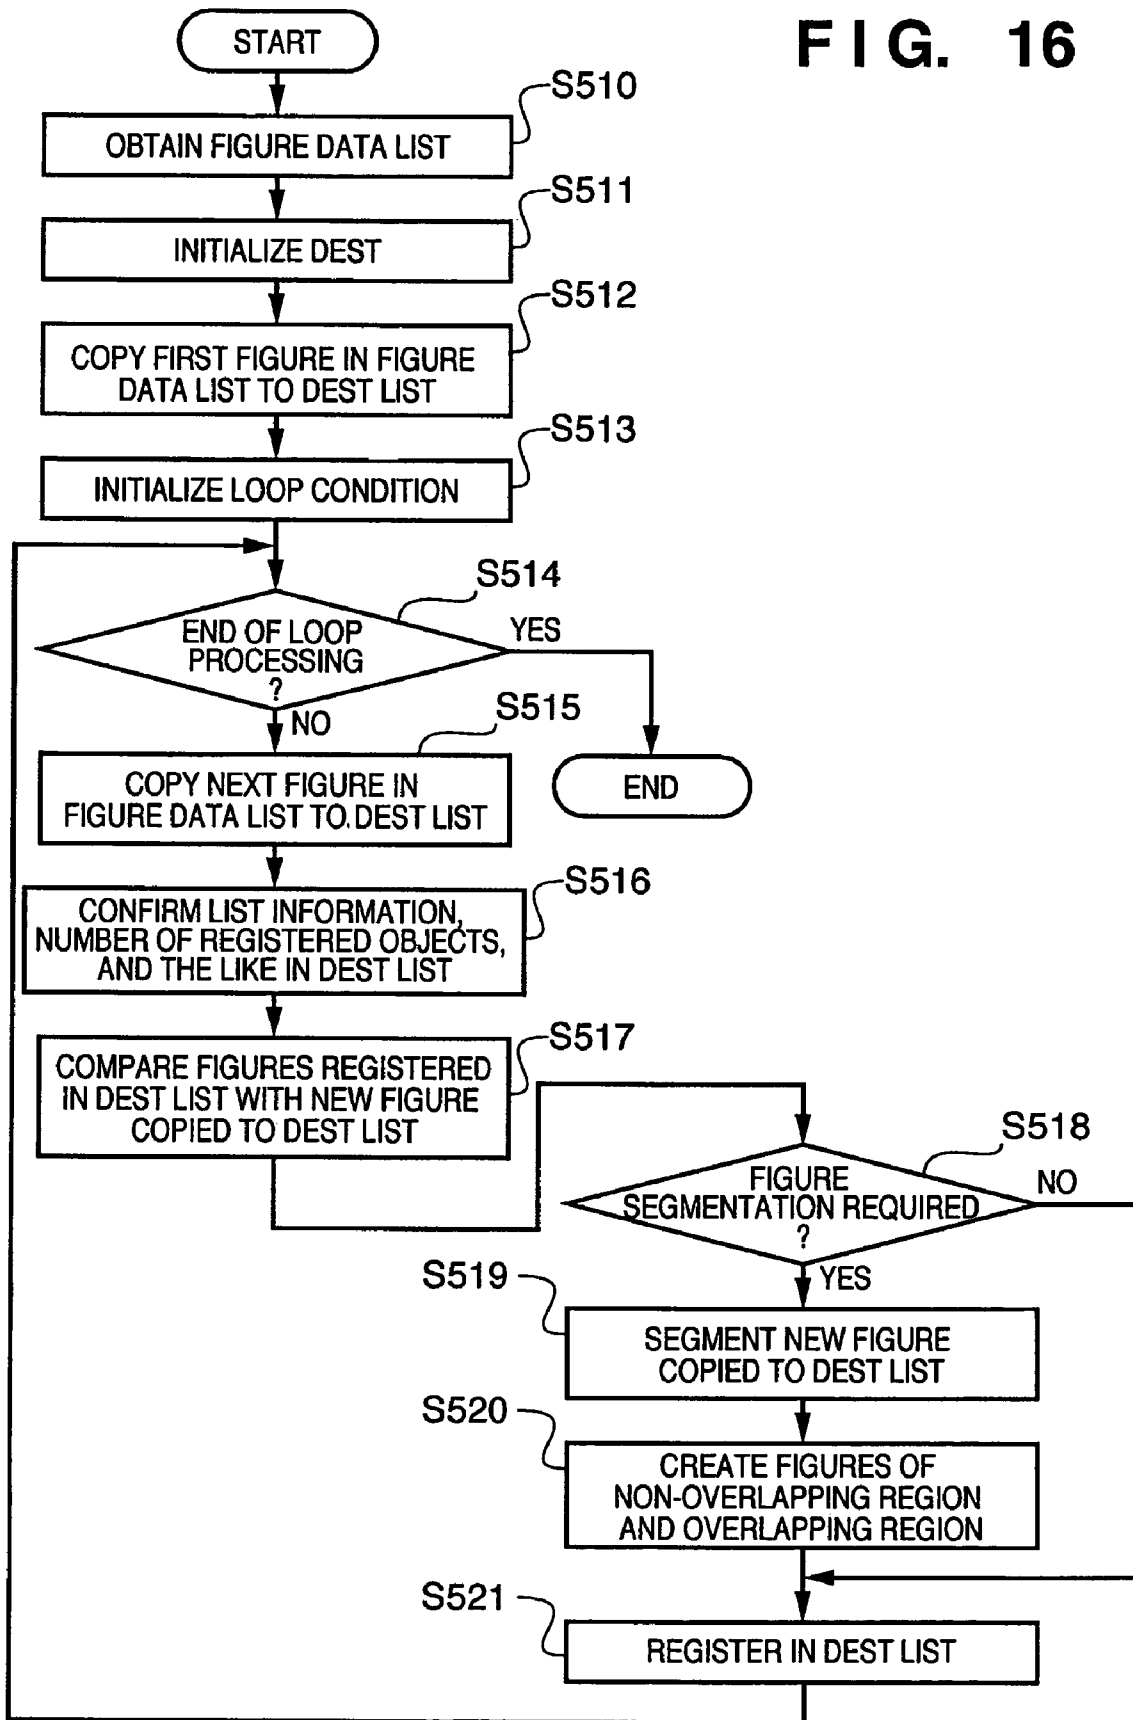 FIG. 16
START
S510
OBTAIN FIGURE DATA LIST
S511
INITIALIZE DEST
S512
COPY FIRST FIGURE IN FIGURE
DATA LIST TO DEST LIST
S513
INITIALIZE LOOP CONDITION
S514
END OF LOOP
PROCESSING
?
YES
NO
END
S515
COPY NEXT FIGURE IN
FIGURE DATA LIST TO DEST LIST
S516
CONFIRM LIST INFORMATION,
NUMBER OF REGISTERED OBJECTS,
AND THE LIKE IN DEST LIST
S517
COMPARE FIGURES REGISTERED
IN DEST LIST WITH NEW FIGURE
COPIED TO DEST LIST
S518
FIGURE
SEGMENTATION REQUIRED
?
NO
YES
S519
SEGMENT NEW FIGURE
COPIED TO DEST LIST
S520
CREATE FIGURES OF
NON-OVERLAPPING REGION
AND OVERLAPPING REGION
S521
REGISTER IN DEST LIST